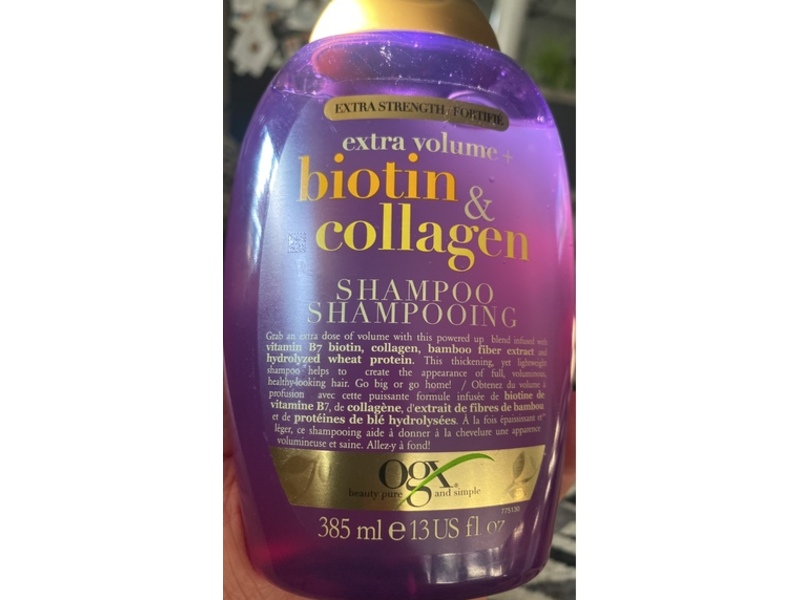 EXTRA STRENGTH • FORTIFIÉ
extra volume +
biotin
&
collagen
SHAMPOO
SHAMPOOING
Grab an extra dose of volume with this powered up blend infused with
vitamin B7 biotin, collagen, bamboo fiber extract and
hydrolyzed wheat protein. This thickening, yet lightweight
shampoo helps to create the appearance of full, voluminous,
healthy-looking hair. Go big or go home! / Obtenez du volume à
profusion avec cette puissante formule infusée de biotine de
vitamine B7, de collagène, d'extrait de fibres de bambou
et de protéines de blé hydrolysées. À la fois épaisissant et
léger, ce shampooing aide à donner à la chevelure une apparence
volumineuse et saine. Allez-y à fond!
ogx
beauty pure and simple
775130
385 ml e 13 US fl. oz